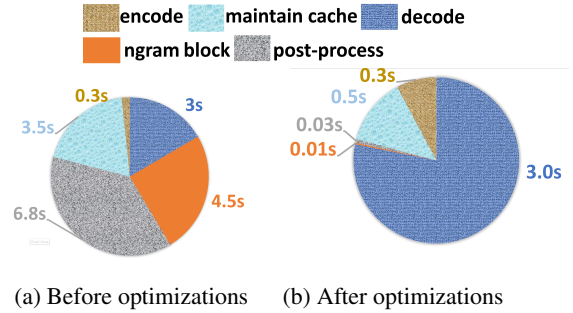 encode maintain cache decode
ngram block post-process
0.3s
3s
3.5s
4.5s
6.8s
0.3s
0.5s
0.03s
0.01s
3.0s
(a) Before optimizations (b) After optimizations